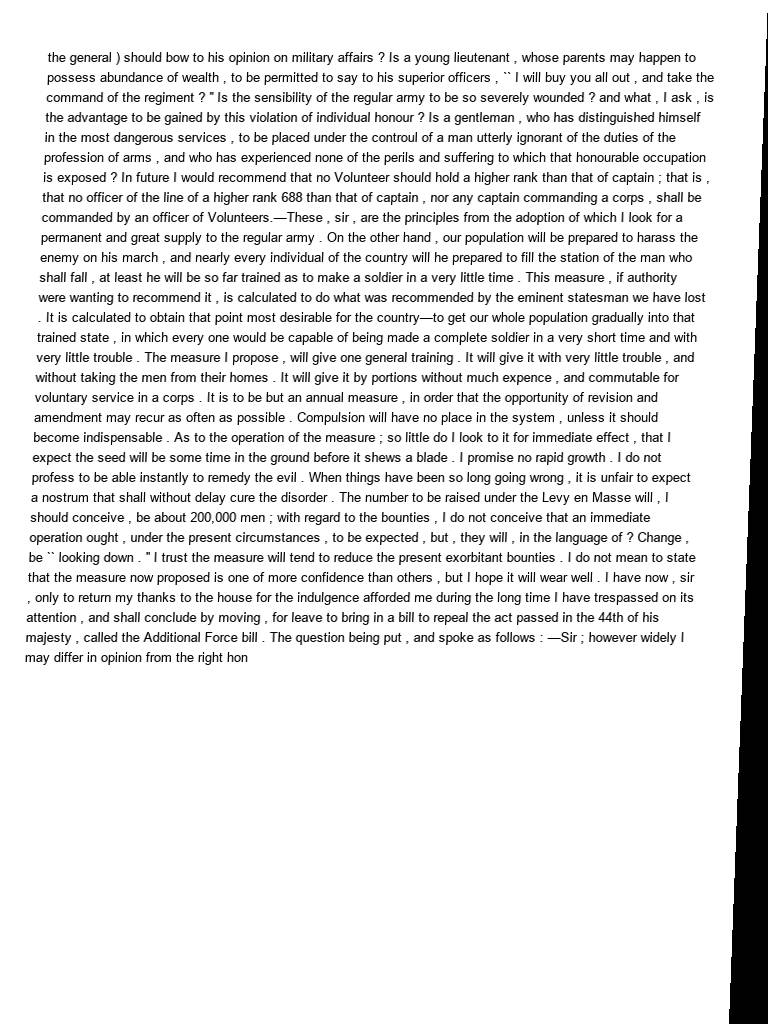 the general ) should bow to his opinion on military affairs ? Is a young lieutenant , whose parents may happen to
possess abundance of wealth , to be permitted to say to his superior officers , `` I will buy you all out , and take the
command of the regiment ? " Is the sensibility of the regular army to be so severely wounded ? and what , I ask , is
the advantage to be gained by this violation of individual honour ? Is a gentleman , who has distinguished himself
in the most dangerous services , to be placed under the controul of a man utterly ignorant of the duties of the
profession of arms , and who has experienced none of the perils and suffering to which that honourable occupation
is exposed ? In future I would recommend that no Volunteer should hold a higher rank than that of captain ; that is ,
that no officer of the line of a higher rank 688 than that of captain , nor any captain commanding a corps , shall be
commanded by an officer of Volunteers.—These , sir , are the principles from the adoption of which I look for a
permanent and great supply to the regular army . On the other hand , our population will be prepared to harass the
enemy on his march , and nearly every individual of the country will he prepared to fill the station of the man who
shall fall , at least he will be so far trained as to make a soldier in a very little time . This measure , if authority
were wanting to recommend it , is calculated to do what was recommended by the eminent statesman we have lost
. It is calculated to obtain that point most desirable for the country—to get our whole population gradually into that
trained state , in which every one would be capable of being made a complete soldier in a very short time and with
very little trouble . The measure I propose , will give one general training . It will give it with very little trouble , and
without taking the men from their homes . It will give it by portions without much expence , and commutable for
voluntary service in a corps . It is to be but an annual measure , in order that the opportunity of revision and
amendment may recur as often as possible . Compulsion will have no place in the system , unless it should
become indispensable . As to the operation of the measure ; so little do I look to it for immediate effect , that I
expect the seed will be some time in the ground before it shews a blade . I promise no rapid growth . I do not
profess to be able instantly to remedy the evil . When things have been so long going wrong , it is unfair to expect
a nostrum that shall without delay cure the disorder . The number to be raised under the Levy en Masse will , I
should conceive , be about 200,000 men ; with regard to the bounties , I do not conceive that an immediate
operation ought , under the present circumstances , to be expected , but , they will , in the language of ? Change ,
be `` looking down . " I trust the measure will tend to reduce the present exorbitant bounties . I do not mean to state
that the measure now proposed is one of more confidence than others , but I hope it will wear well . I have now , sir
, only to return my thanks to the house for the indulgence afforded me during the long time I have trespassed on its
attention , and shall conclude by moving , for leave to bring in a bill to repeal the act passed in the 44th of his
majesty , called the Additional Force bill . The question being put , and spoke as follows : —Sir ; however widely I
may differ in opinion from the right hon